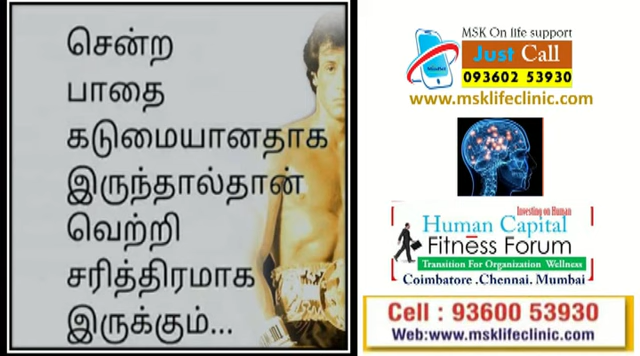 சென்ற
பாதை
கடுமையானதாக
இருந்தால்தான்
வெற்றி
சரித்திரமாக
இருக்கும்...
MSK On life support
Just Call
093602 53930
www.msklifeclinic.com
Investing on Human
Human Capital
Fitness Forum
Transition For Organization Wellness
Coimbatore .Chennai. Mumbai
Cell : 93600 53930
Web:www.msklifeclinic.com